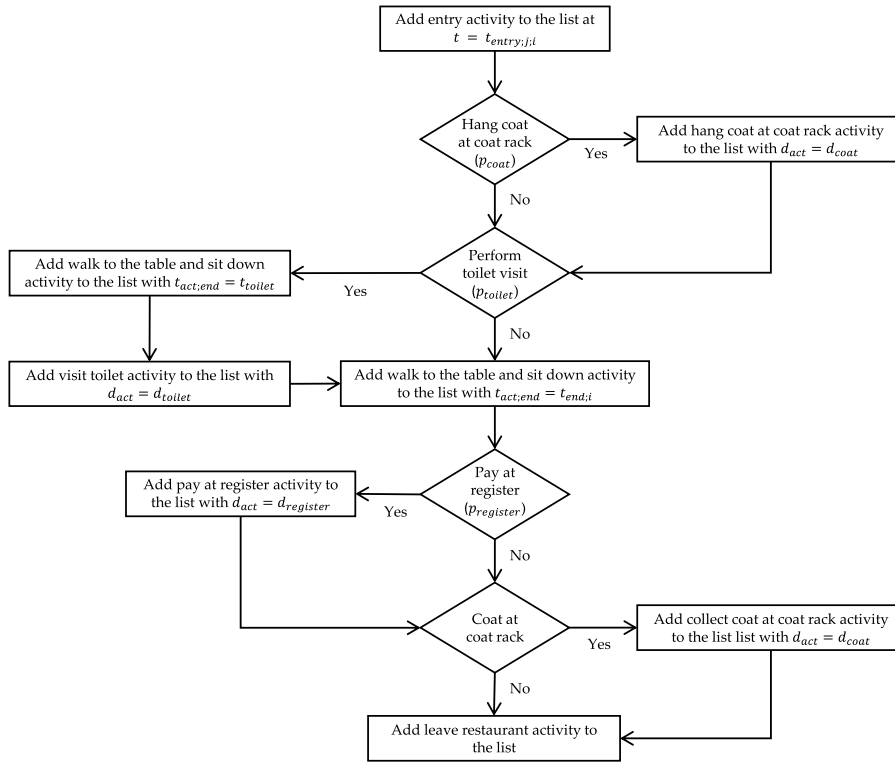 Add entry activity to the list at
t = t_{entry;j;i}
Hang coat
at coat rack
(p_{coat})
Yes
Add hang coat at coat rack activity
to the list with d_{act} = d_{coat}
No
Perform
toilet visit
(p_{toilet})
Yes
Add walk to the table and sit down
activity to the list with t_{act;end} = t_{toilet}
No
Add visit toilet activity to the list with
d_{act} = d_{toilet}
Add walk to the table and sit down activity
to the list with t_{act;end} = t_{end;i}
Pay at
register
(p_{register})
Yes
Add pay at register activity to
the list with d_{act} = d_{register}
No
Coat at
coat rack
Yes
Add collect coat at coat rack activity
to the list list with d_{act} = d_{coat}
No
Add leave restaurant activity to
the list